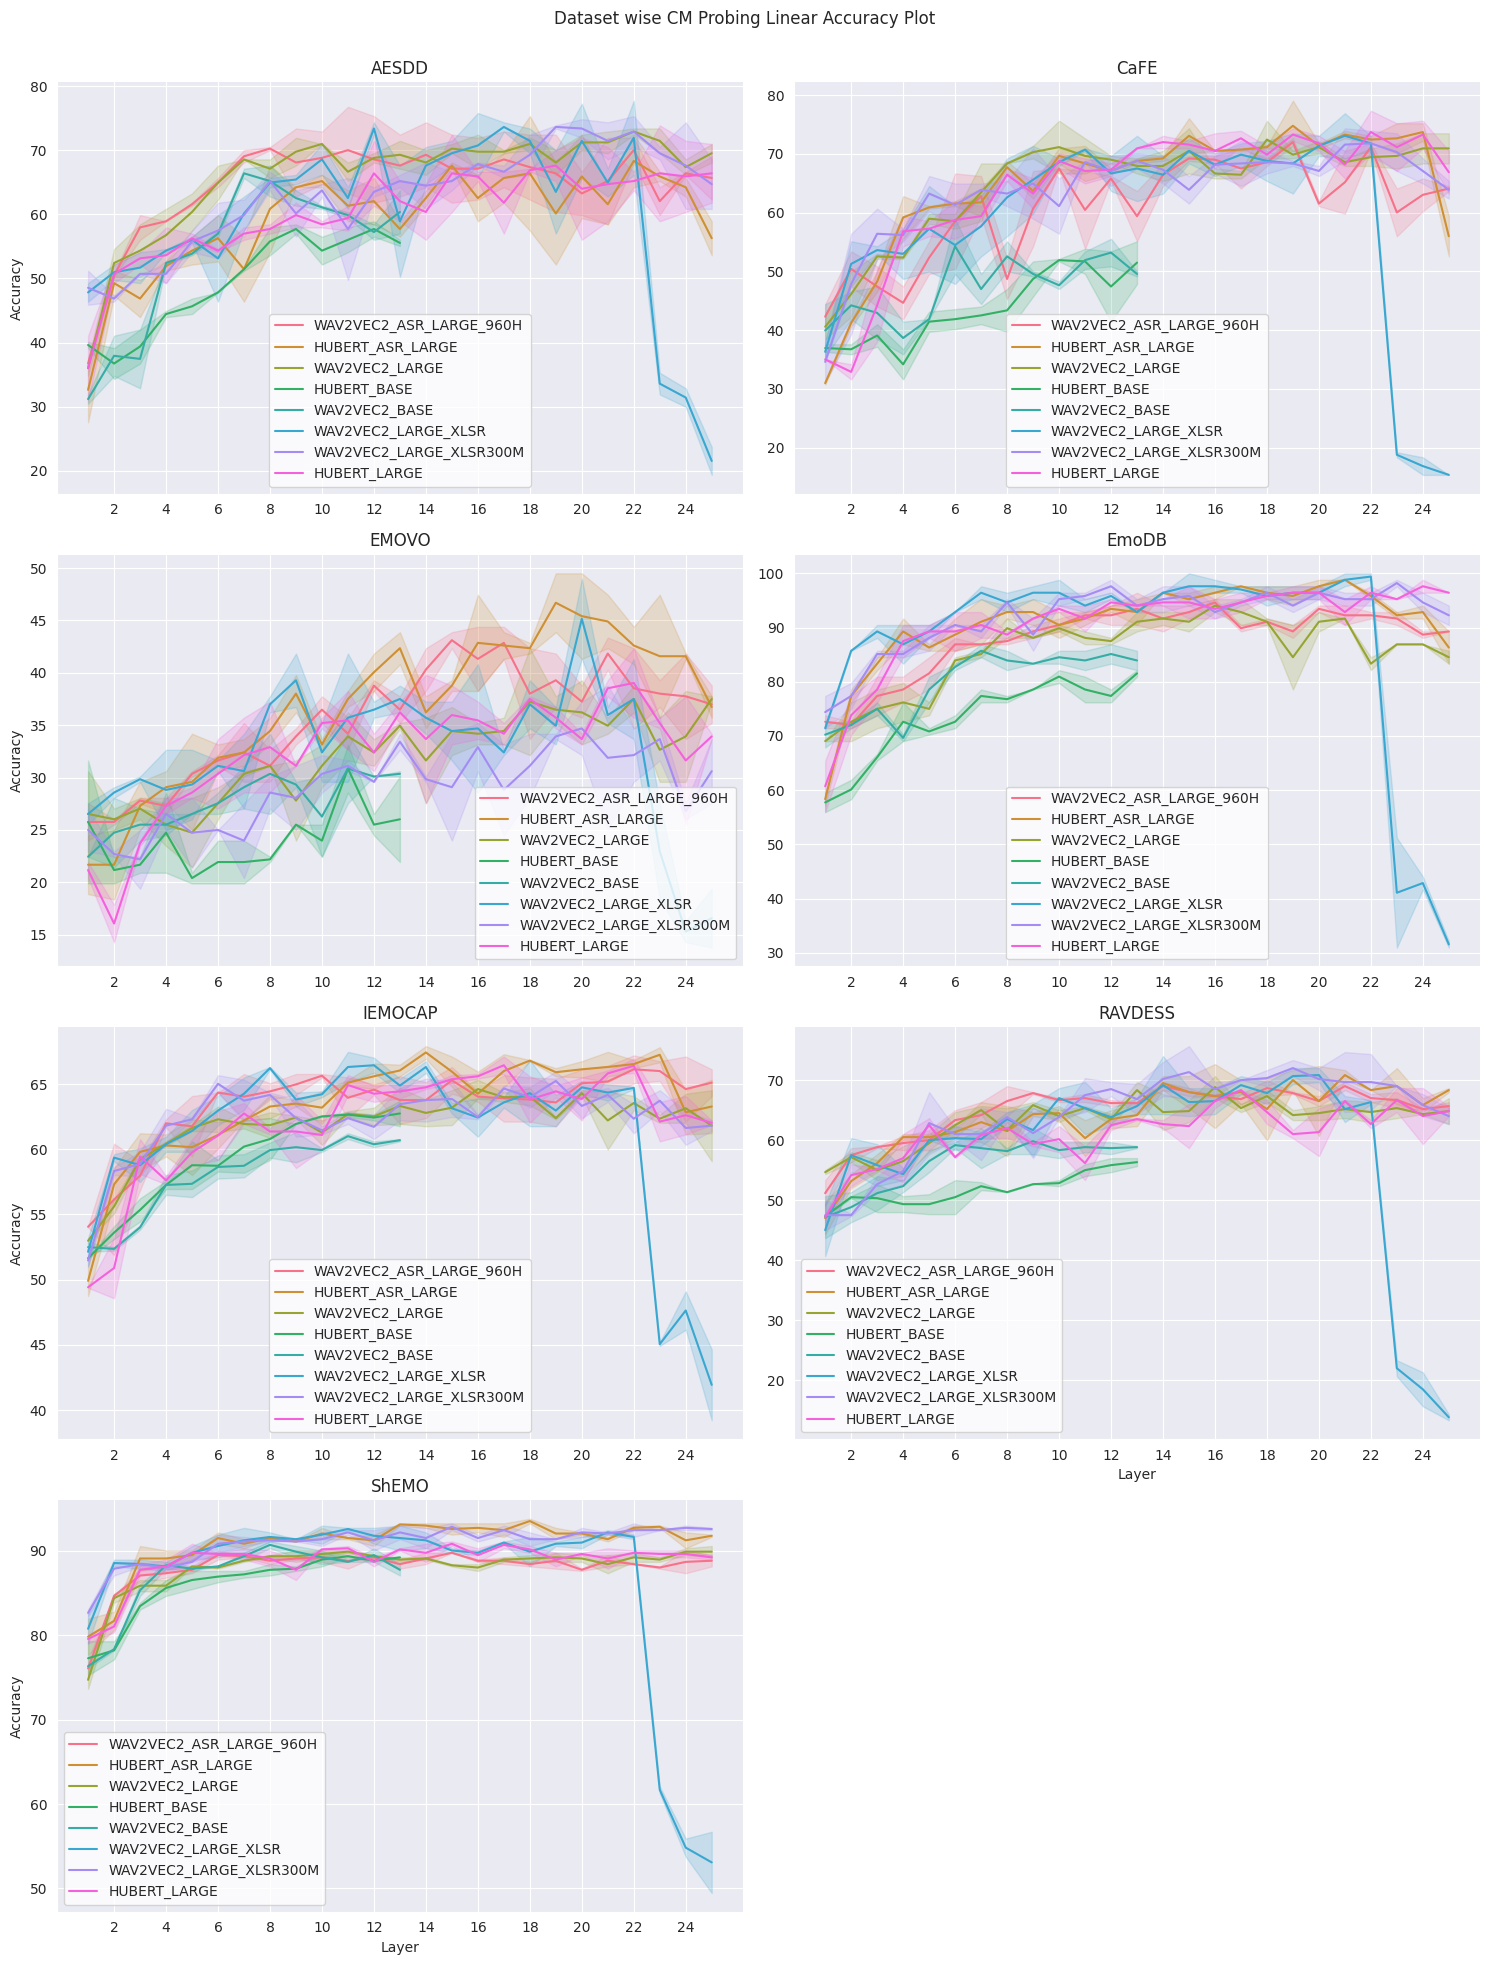 Dataset wise CM Probing Linear Accuracy Plot
AESDD
Accuracy
80
70
60
50
40
30
20
WAV2VEC2_ASR_LARGE_960H
HUBERT_ASR_LARGE
WAV2VEC2_LARGE
HUBERT_BASE
WAV2VEC2_BASE
WAV2VEC2_LARGE_XLSR
WAV2VEC2_LARGE_XLSR300M
HUBERT_LARGE
2 4 6 8 10 12 14 16 18 20 22 24
CaFE
80
70
60
50
40
30
20
WAV2VEC2_ASR_LARGE_960H
HUBERT_ASR_LARGE
WAV2VEC2_LARGE
HUBERT_BASE
WAV2VEC2_BASE
WAV2VEC2_LARGE_XLSR
WAV2VEC2_LARGE_XLSR300M
HUBERT_LARGE
2 4 6 8 10 12 14 16 18 20 22 24
EMOVO
Accuracy
50
45
40
35
30
25
20
15
WAV2VEC2_ASR_LARGE_960H
HUBERT_ASR_LARGE
WAV2VEC2_LARGE
HUBERT_BASE
WAV2VEC2_BASE
WAV2VEC2_LARGE_XLSR
WAV2VEC2_LARGE_XLSR300M
HUBERT_LARGE
2 4 6 8 10 12 14 16 18 20 22 24
EmoDB
100
90
80
70
60
50
40
30
WAV2VEC2_ASR_LARGE_960H
HUBERT_ASR_LARGE
WAV2VEC2_LARGE
HUBERT_BASE
WAV2VEC2_BASE
WAV2VEC2_LARGE_XLSR
WAV2VEC2_LARGE_XLSR300M
HUBERT_LARGE
2 4 6 8 10 12 14 16 18 20 22 24
IEMOCAP
Accuracy
65
60
55
50
45
40
WAV2VEC2_ASR_LARGE_960H
HUBERT_ASR_LARGE
WAV2VEC2_LARGE
HUBERT_BASE
WAV2VEC2_BASE
WAV2VEC2_LARGE_XLSR
WAV2VEC2_LARGE_XLSR300M
HUBERT_LARGE
2 4 6 8 10 12 14 16 18 20 22 24
RAVDESS
70
60
50
40
30
20
WAV2VEC2_ASR_LARGE_960H
HUBERT_ASR_LARGE
WAV2VEC2_LARGE
HUBERT_BASE
WAV2VEC2_BASE
WAV2VEC2_LARGE_XLSR
WAV2VEC2_LARGE_XLSR300M
HUBERT_LARGE
2 4 6 8 10 12 14 16 18 20 22 24
Layer
ShEMO
Accuracy
90
80
70
60
50
WAV2VEC2_ASR_LARGE_960H
HUBERT_ASR_LARGE
WAV2VEC2_LARGE
HUBERT_BASE
WAV2VEC2_BASE
WAV2VEC2_LARGE_XLSR
WAV2VEC2_LARGE_XLSR300M
HUBERT_LARGE
2 4 6 8 10 12 14 16 18 20 22 24
Layer